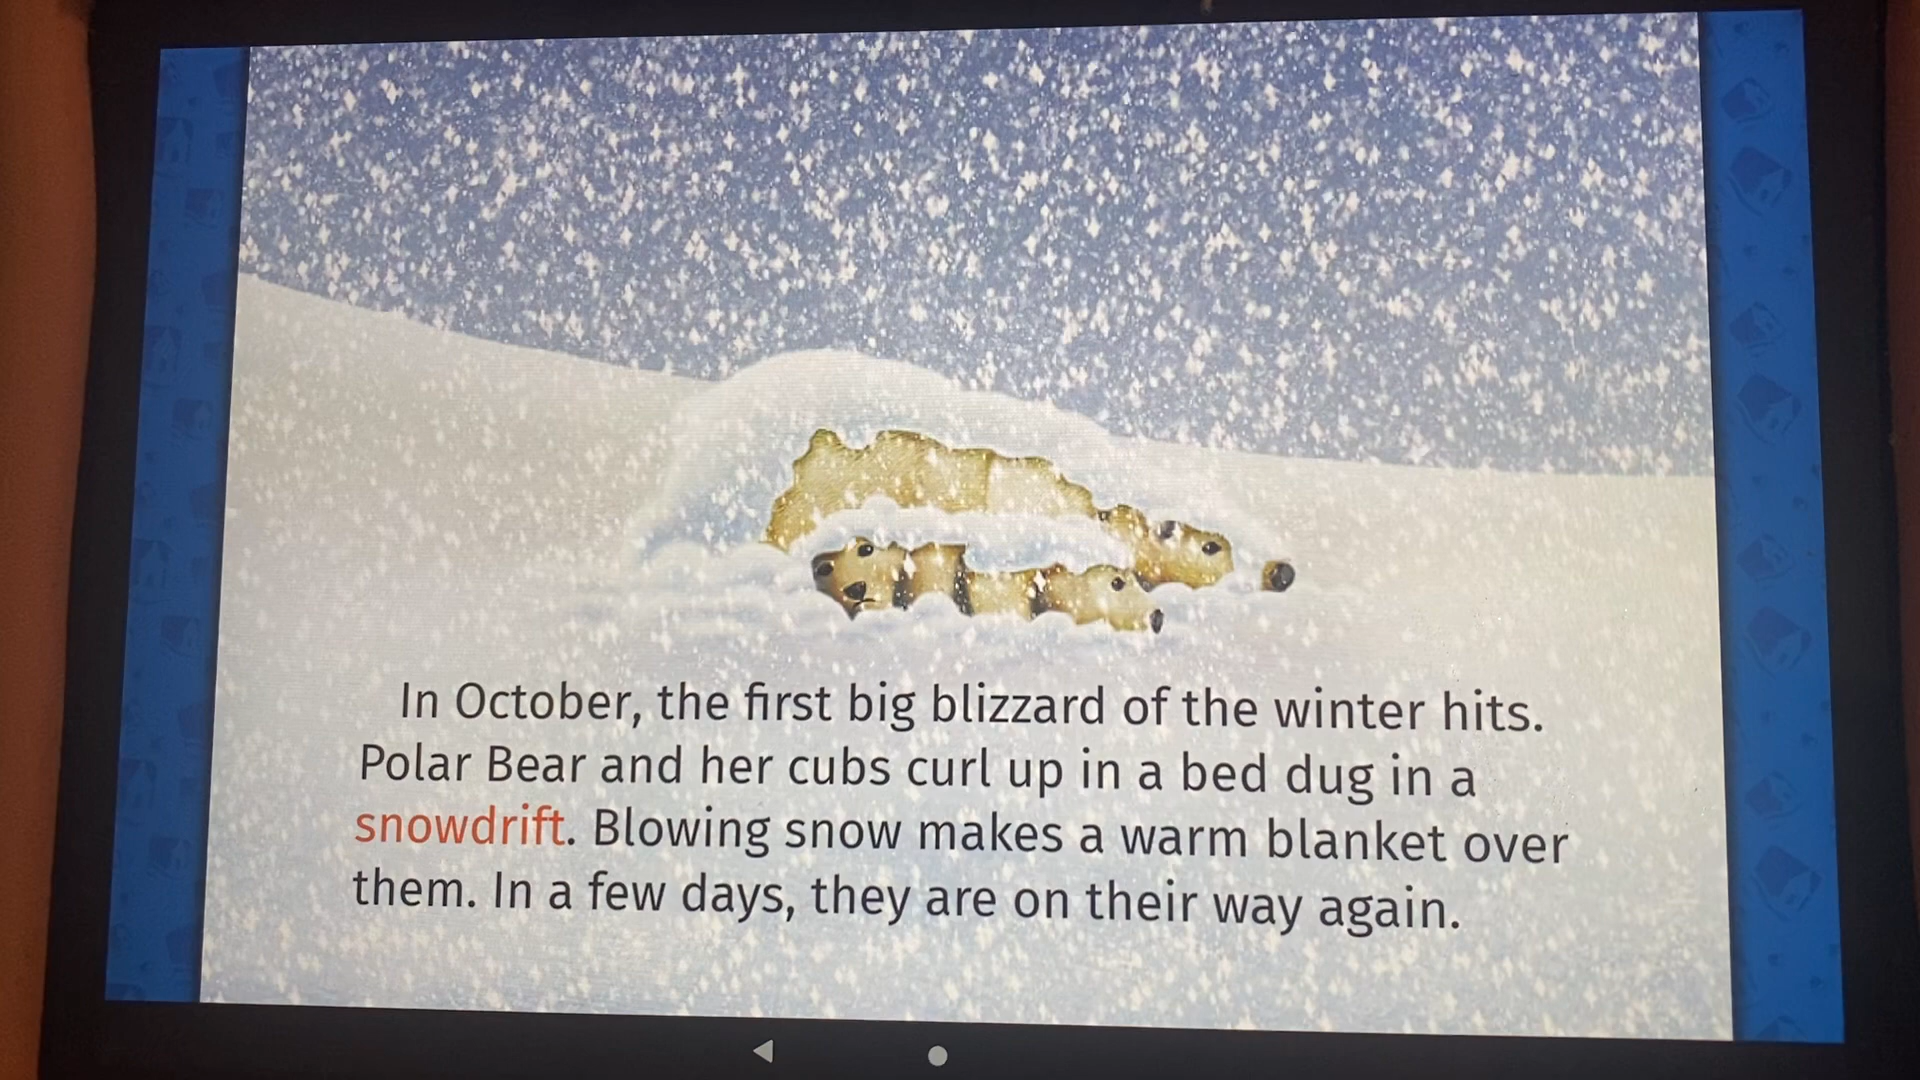 In October, the first big blizzard of the winter hits.
Polar Bear and her cubs curl up in a bed dug in a
snowdrift. Blowing snow makes a warm blanket over
them. In a few days, they are on their way again.